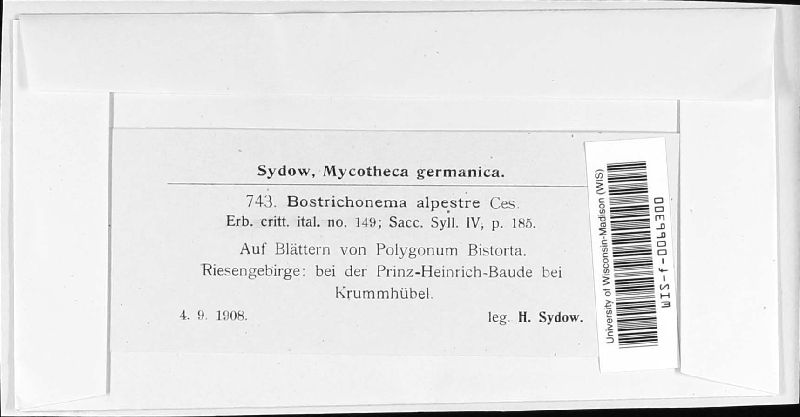 Sydow, Mycotheca germanica.
743. Bostrichonema alpestre Ces.
Erb. critt. ital. no. 149; Sacc. Syll. IV, p. 185.
Auf Blättern von Polygonum Bistorta.
Riesengebirge: bei der Prinz-Heinrich-Baude bei
Krummhübel.
4. 9. 1908. leg. H. Sydow.
University of Wisconsin-Madison (WIS)
WIS-f-0069300